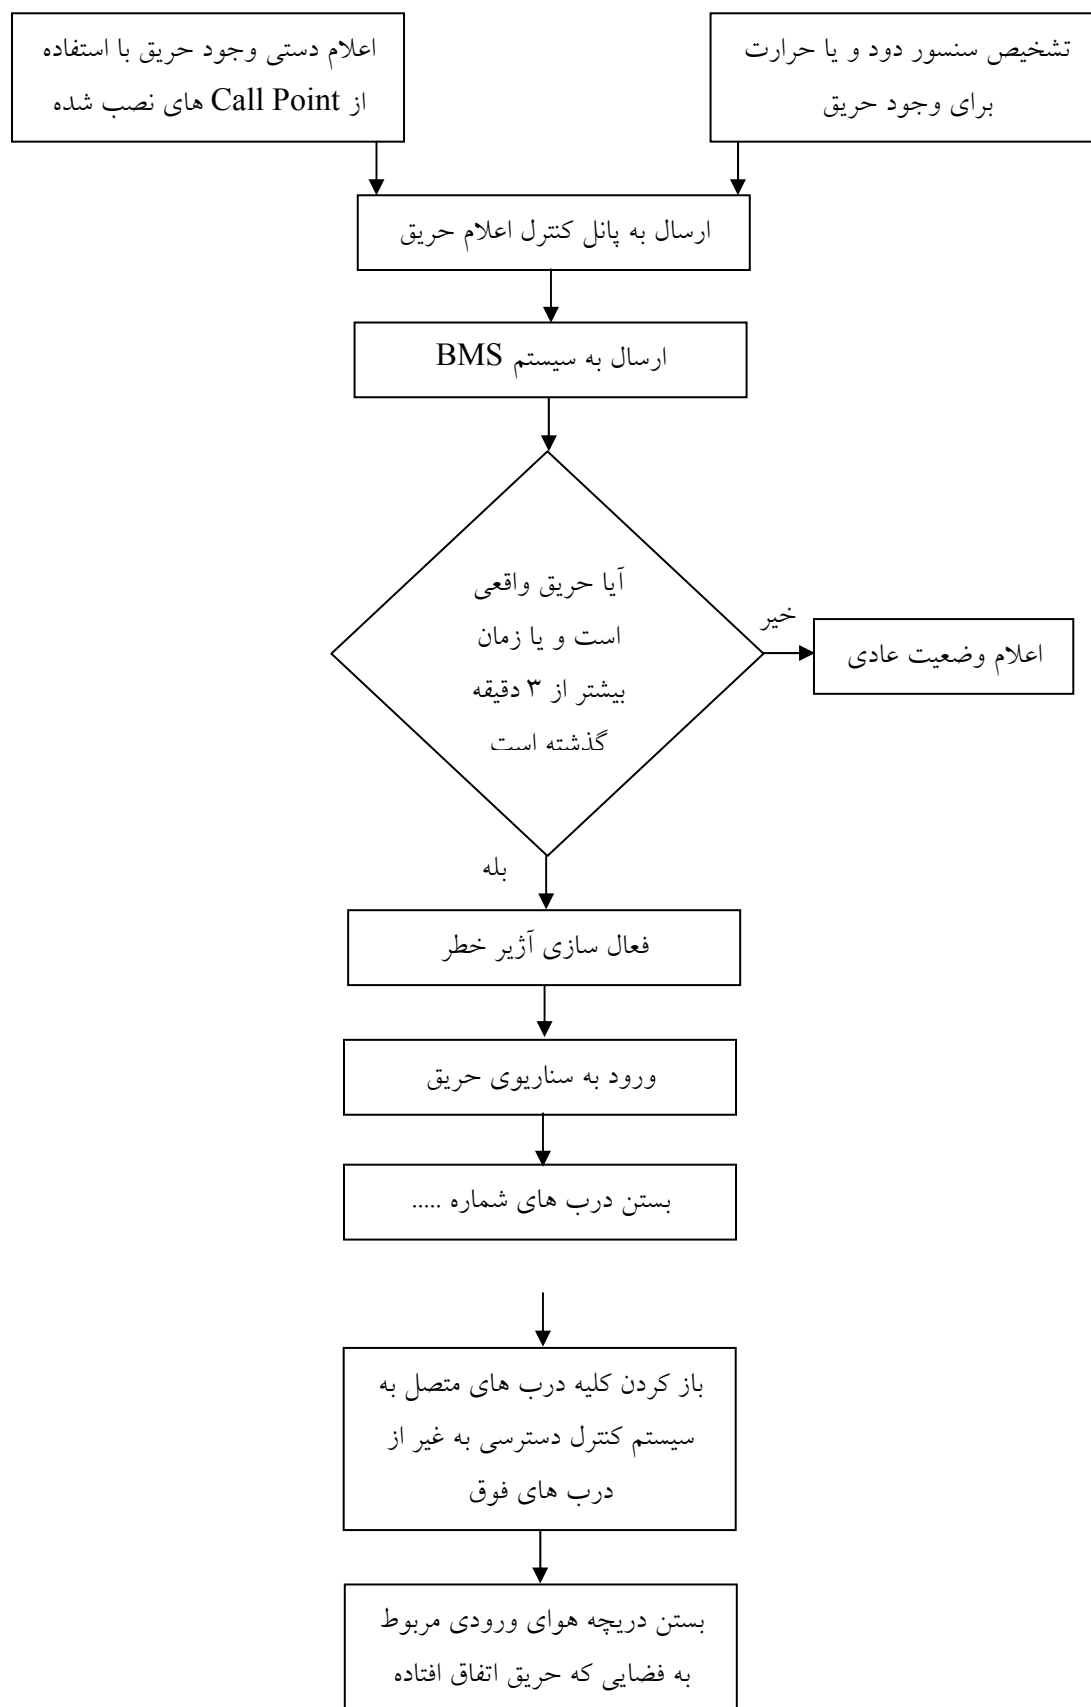 تشخیص سنسور دود و یا حرارت
برای وجود حریق
اعلام دستی وجود حریق با استفاده
از Call Point های نصب شده
ارسال به پانل کنترل اعلام حریق
ارسال به سیستم BMS
آیا حریق واقعی
است و یا زمان
بیشتر از ۳ دقیقه
گذشته است
خیر
اعلام وضعیت عادی
بله
فعال سازی آژیر خطر
ورود به سناریوی حریق
بستن درب های شماره .....
باز کردن کلیه درب های متصل به
سیستم کنترل دسترسی به غیر از
درب های فوق
بستن دریچه هوای ورودی مربوط
به فضایی که حریق اتفاق افتاده